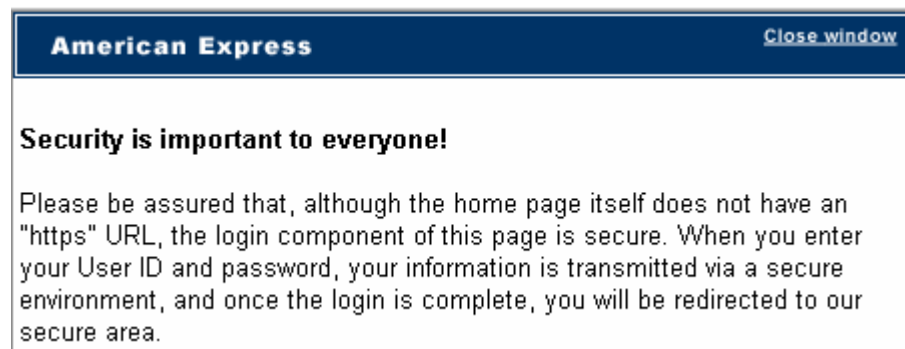 American Express
Close window
Security is important to everyone!
Please be assured that, although the home page itself does not have an
"https" URL, the login component of this page is secure. When you enter
your User ID and password, your information is transmitted via a secure
environment, and once the login is complete, you will be redirected to our
secure area.